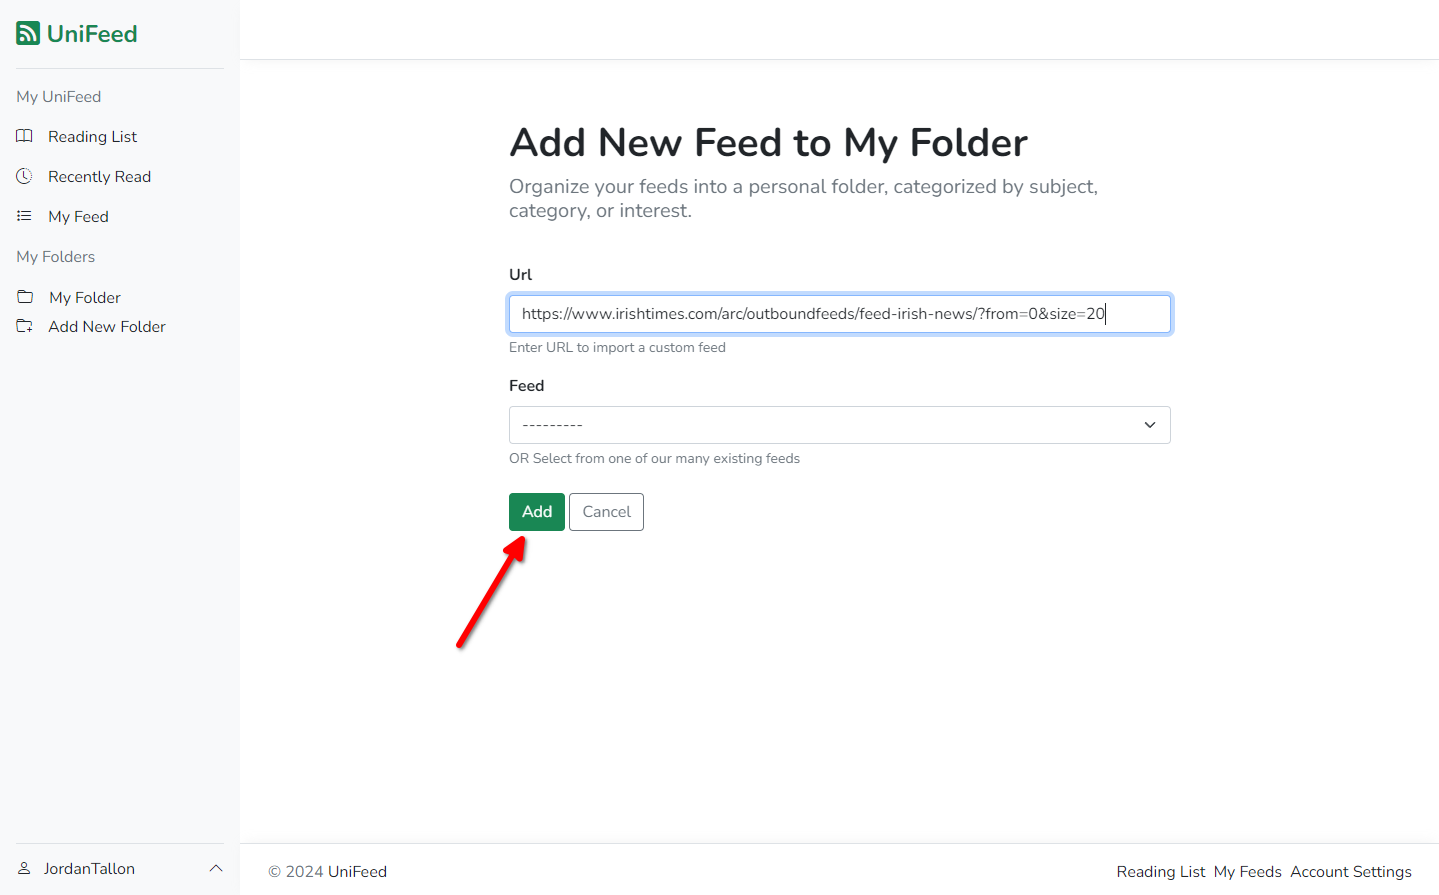 UniFeed
My UniFeed
Reading List
Recently Read
My Feed
My Folders
My Folder
Add New Folder
JordanTallon
Add New Feed to My Folder
Organize your feeds into a personal folder, categorized by subject,
category, or interest.
Url
https://www.irishtimes.com/arc/outboundfeeds/feed-irish-news/?from=0&size=20
Enter URL to import a custom feed
Feed
---------
OR Select from one of our many existing feeds
Add Cancel
© 2024 UniFeed
Reading List My Feeds Account Settings